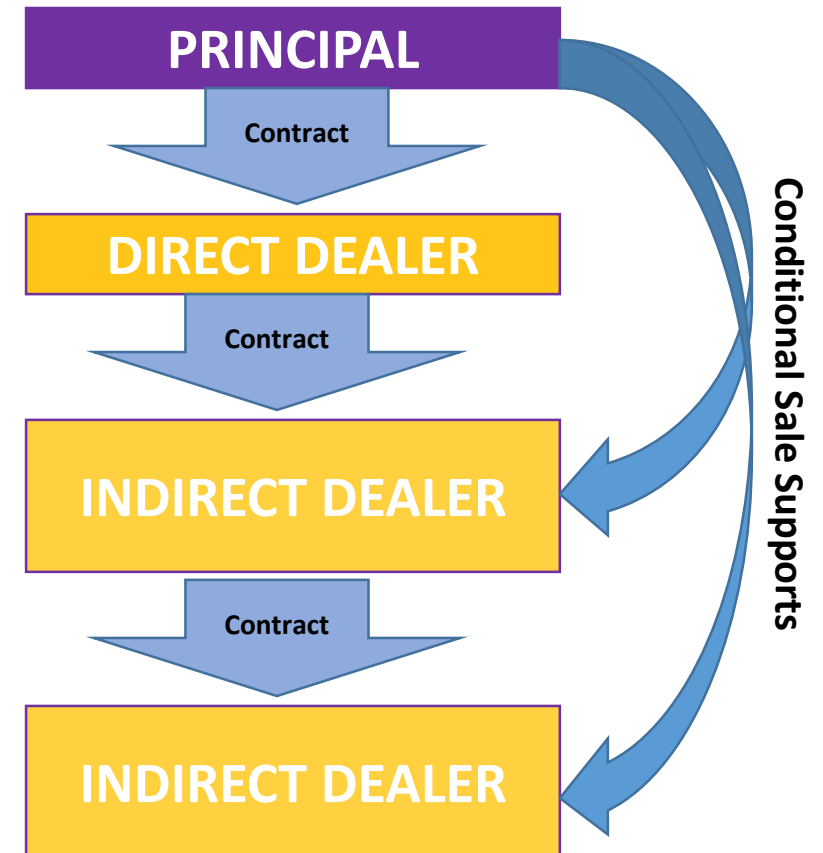 PRINCIPAL
Contract
DIRECT DEALER
Contract
INDIRECT DEALER
Contract
INDIRECT DEALER
Conditional Sale Supports